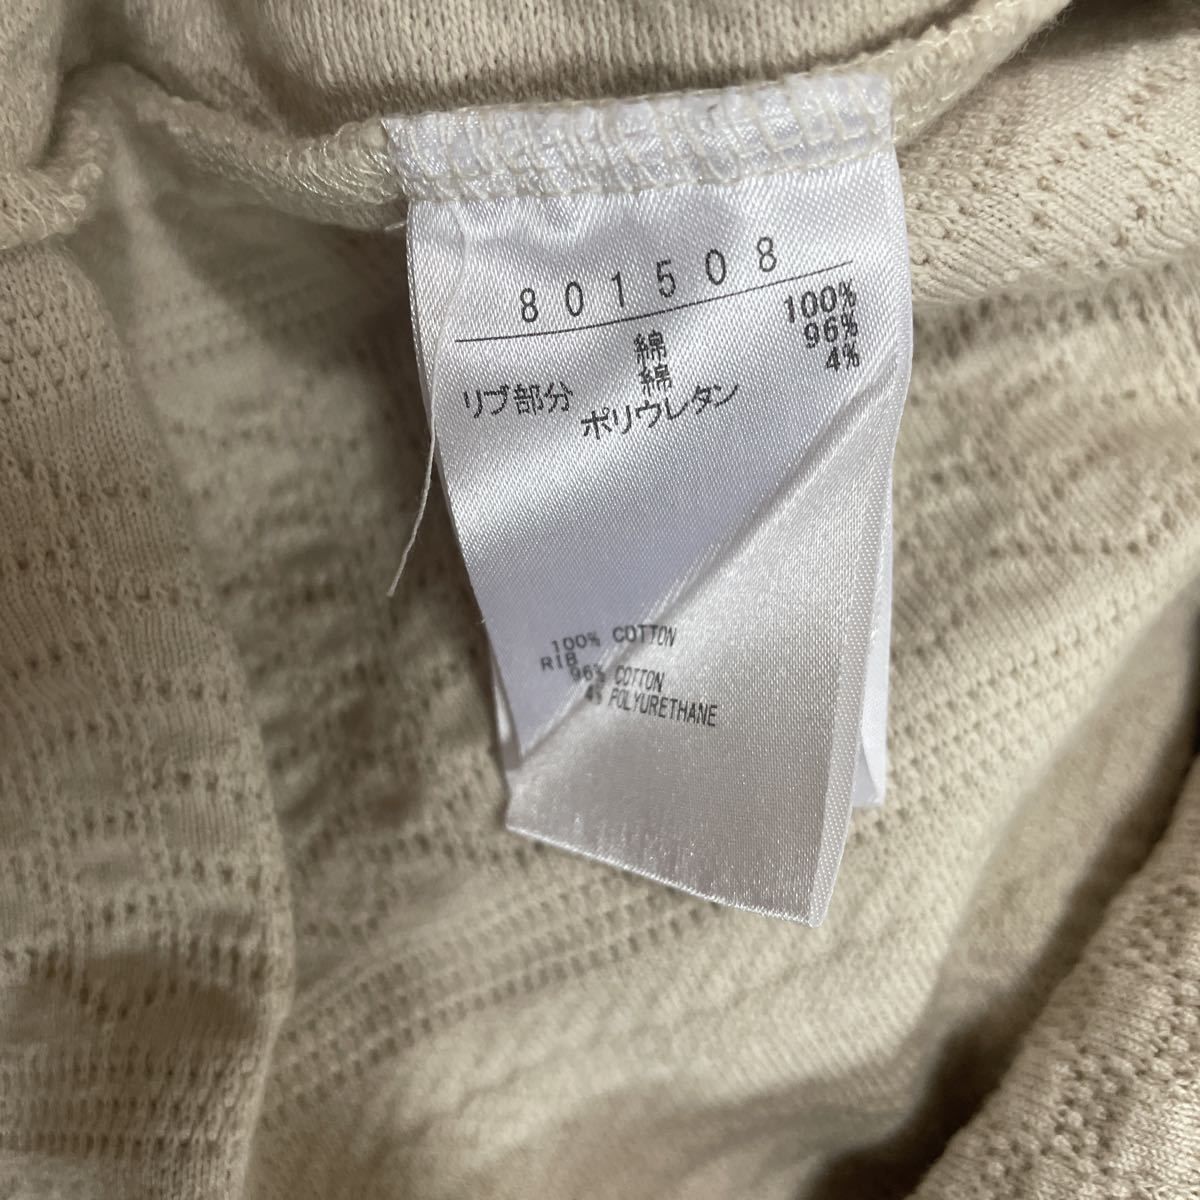 801508
綿 100%
リブ部分 綿 96%
ポリウレタン 4%
100% COTTON
RIB
96% COTTON
4% POLYURETHANE